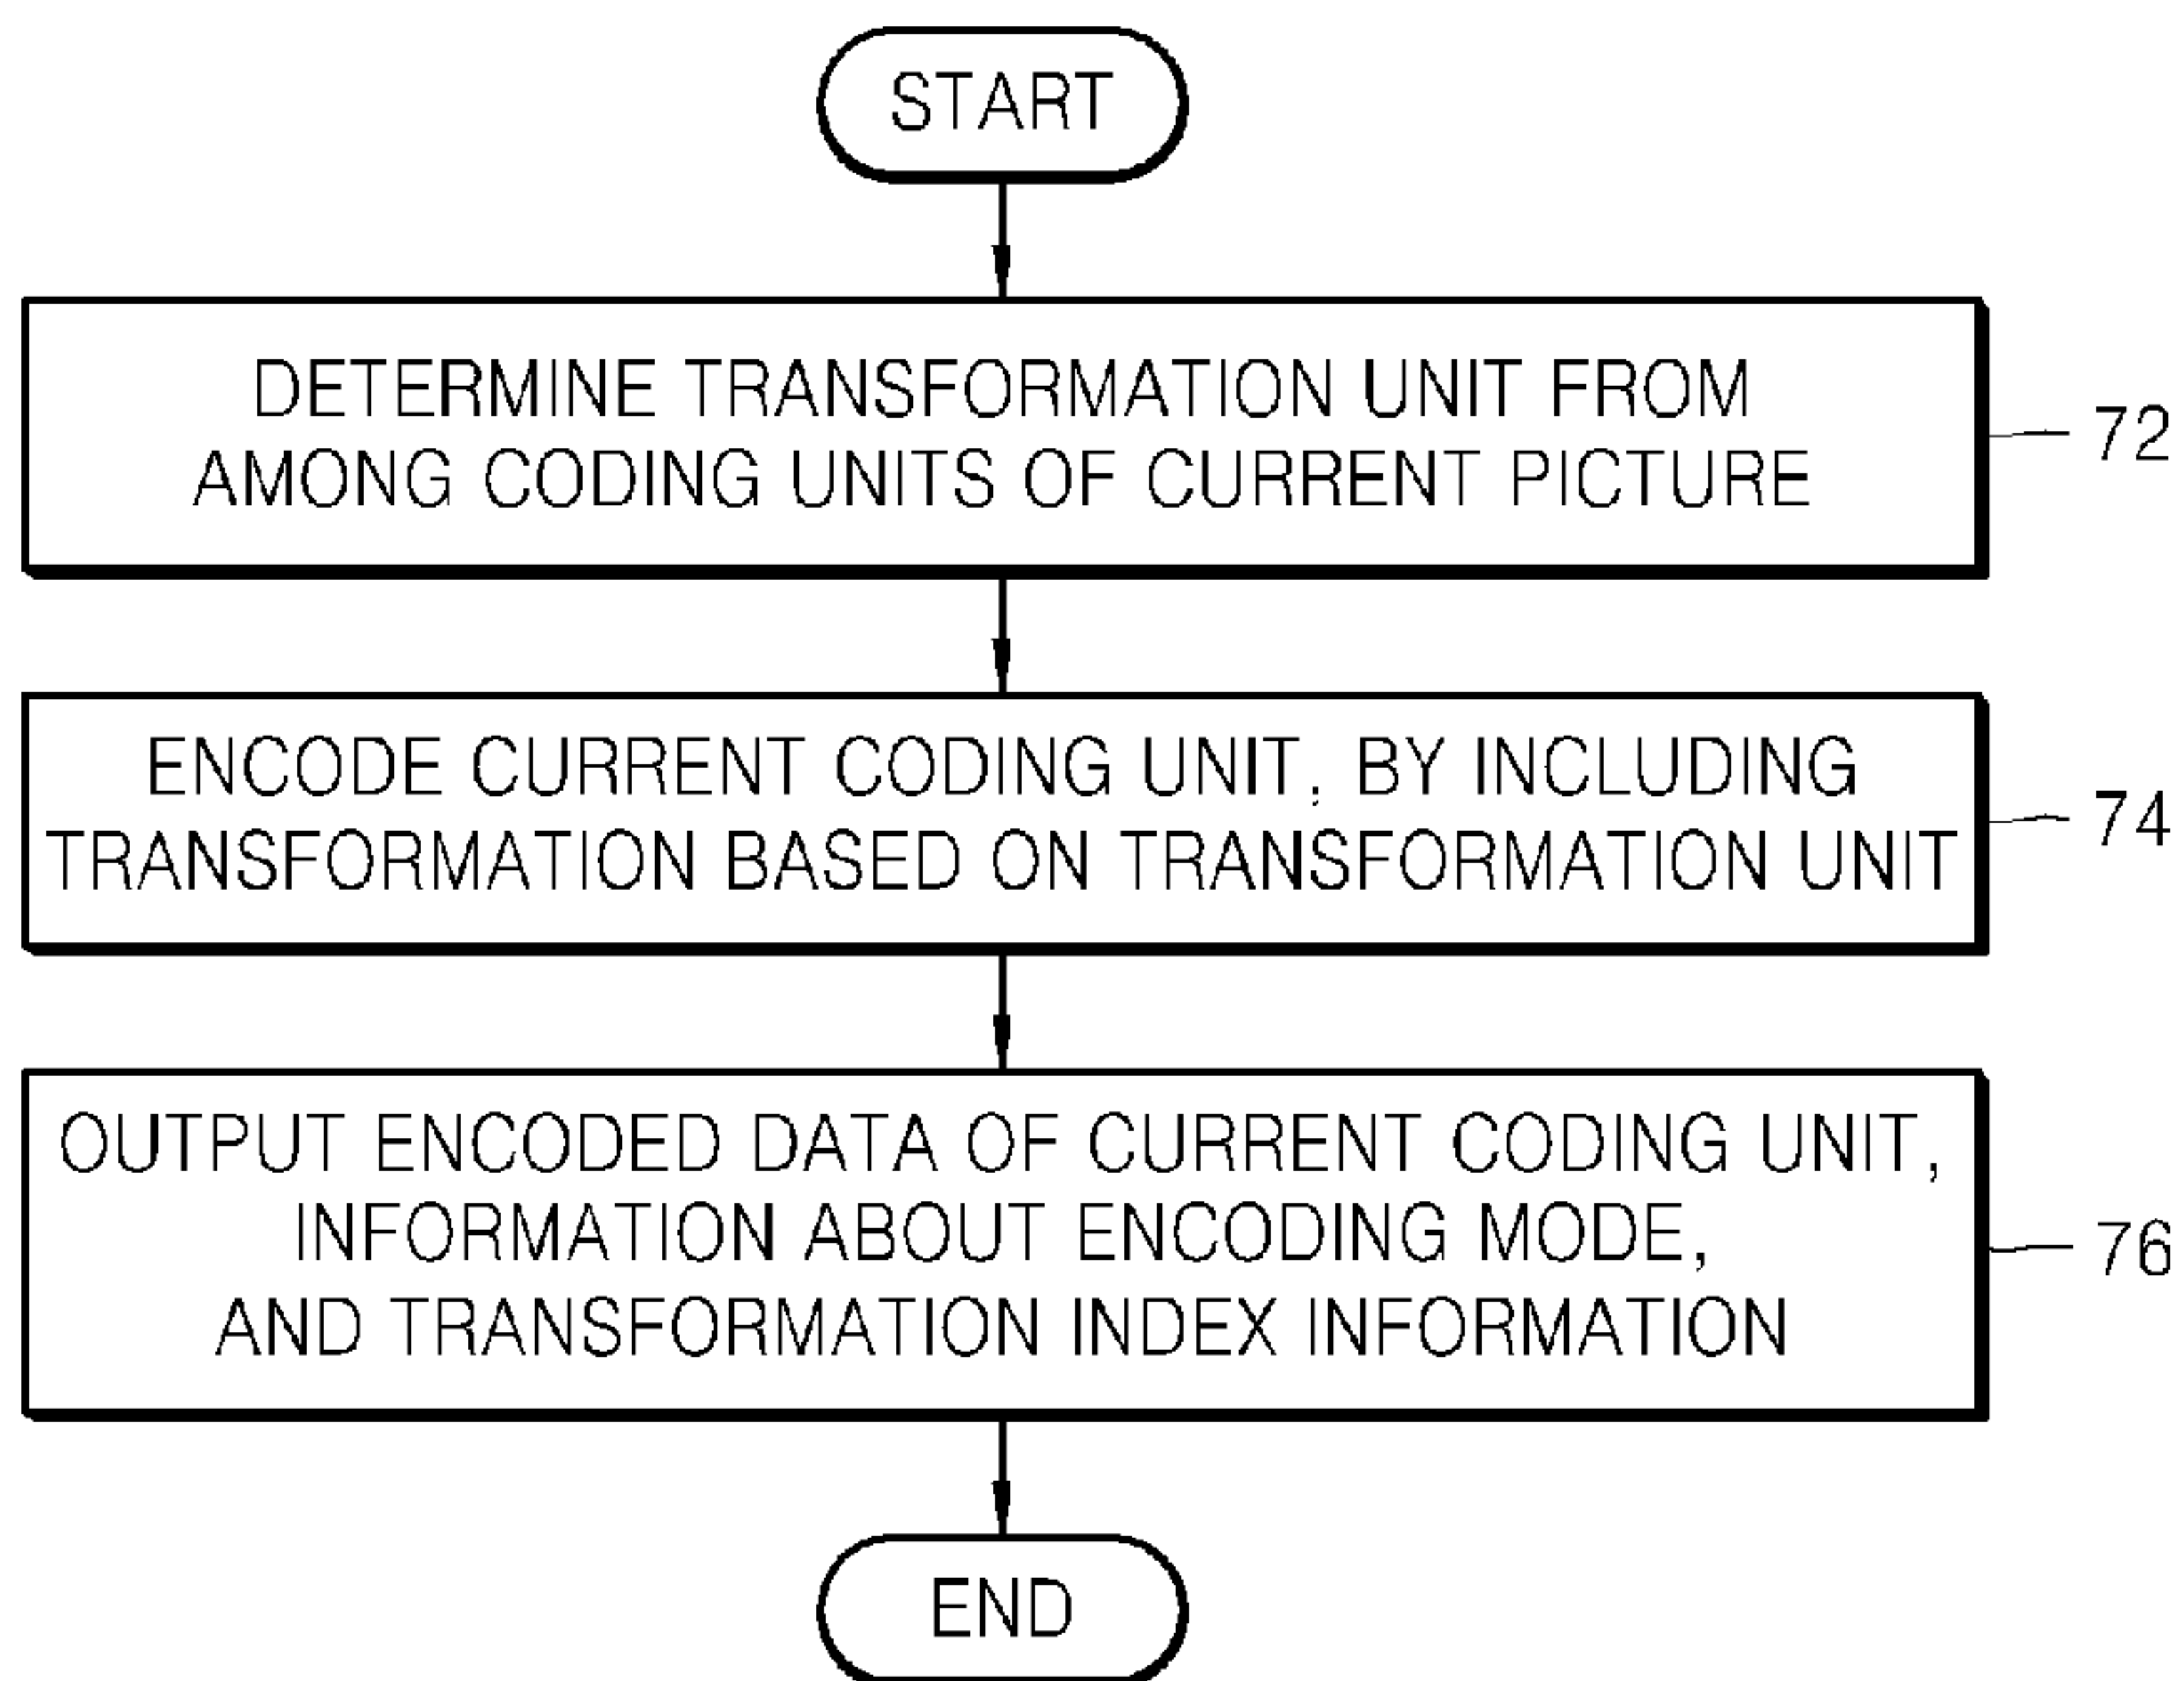 START
DETERMINE TRANSFORMATION UNIT FROM
AMONG CODING UNITS OF CURRENT PICTURE
72
ENCODE CURRENT CODING UNIT, BY INCLUDING
TRANSFORMATION BASED ON TRANSFORMATION UNIT
74
OUTPUT ENCODED DATA OF CURRENT CODING UNIT,
INFORMATION ABOUT ENCODING MODE,
AND TRANSFORMATION INDEX INFORMATION
76
END